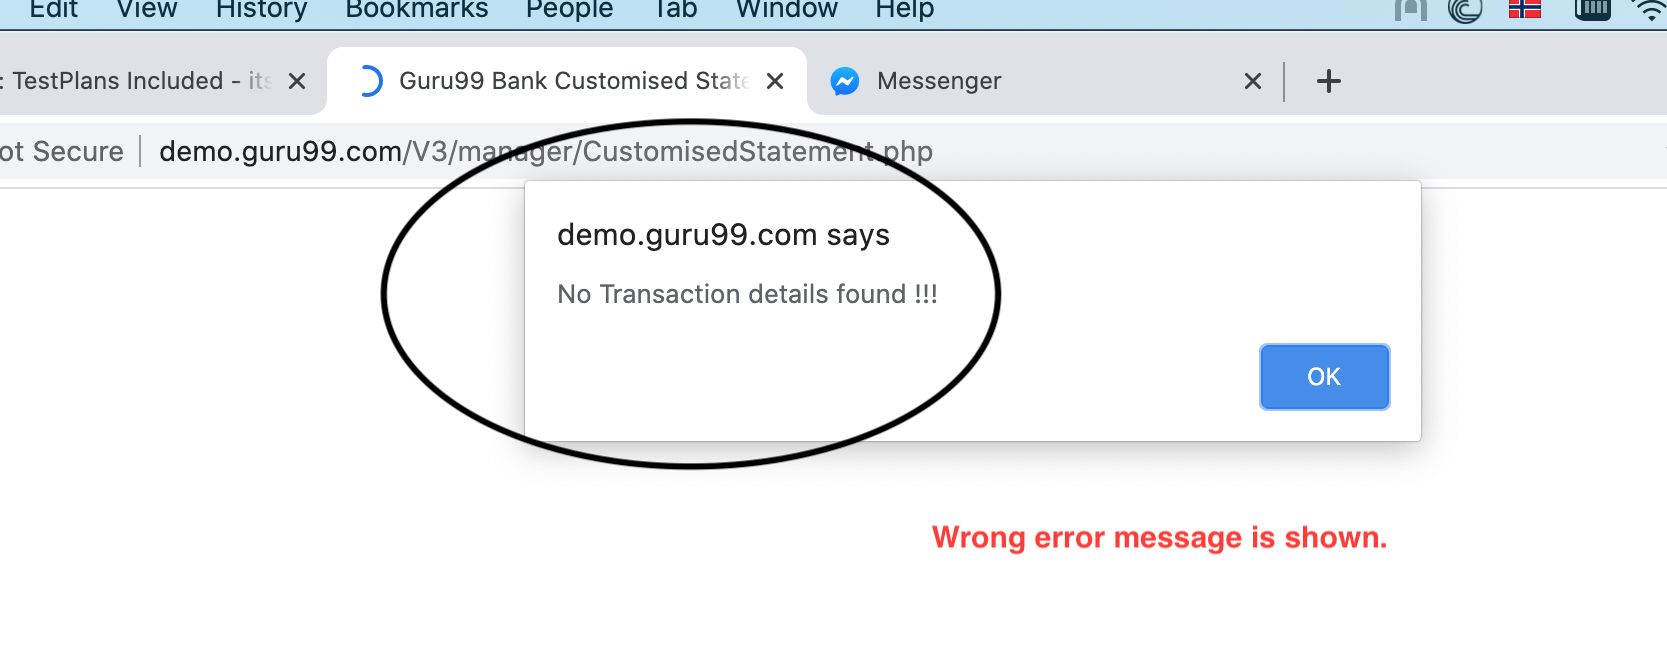 Edit View History Bookmarks People Tab Window Help
: TestPlans Included - its Guru99 Bank Customised State Messenger
ot Secure demo.guru99.com/V3/manager/CustomisedStatement.php
demo.guru99.com says
No Transaction details found !!!
OK
Wrong error message is shown.